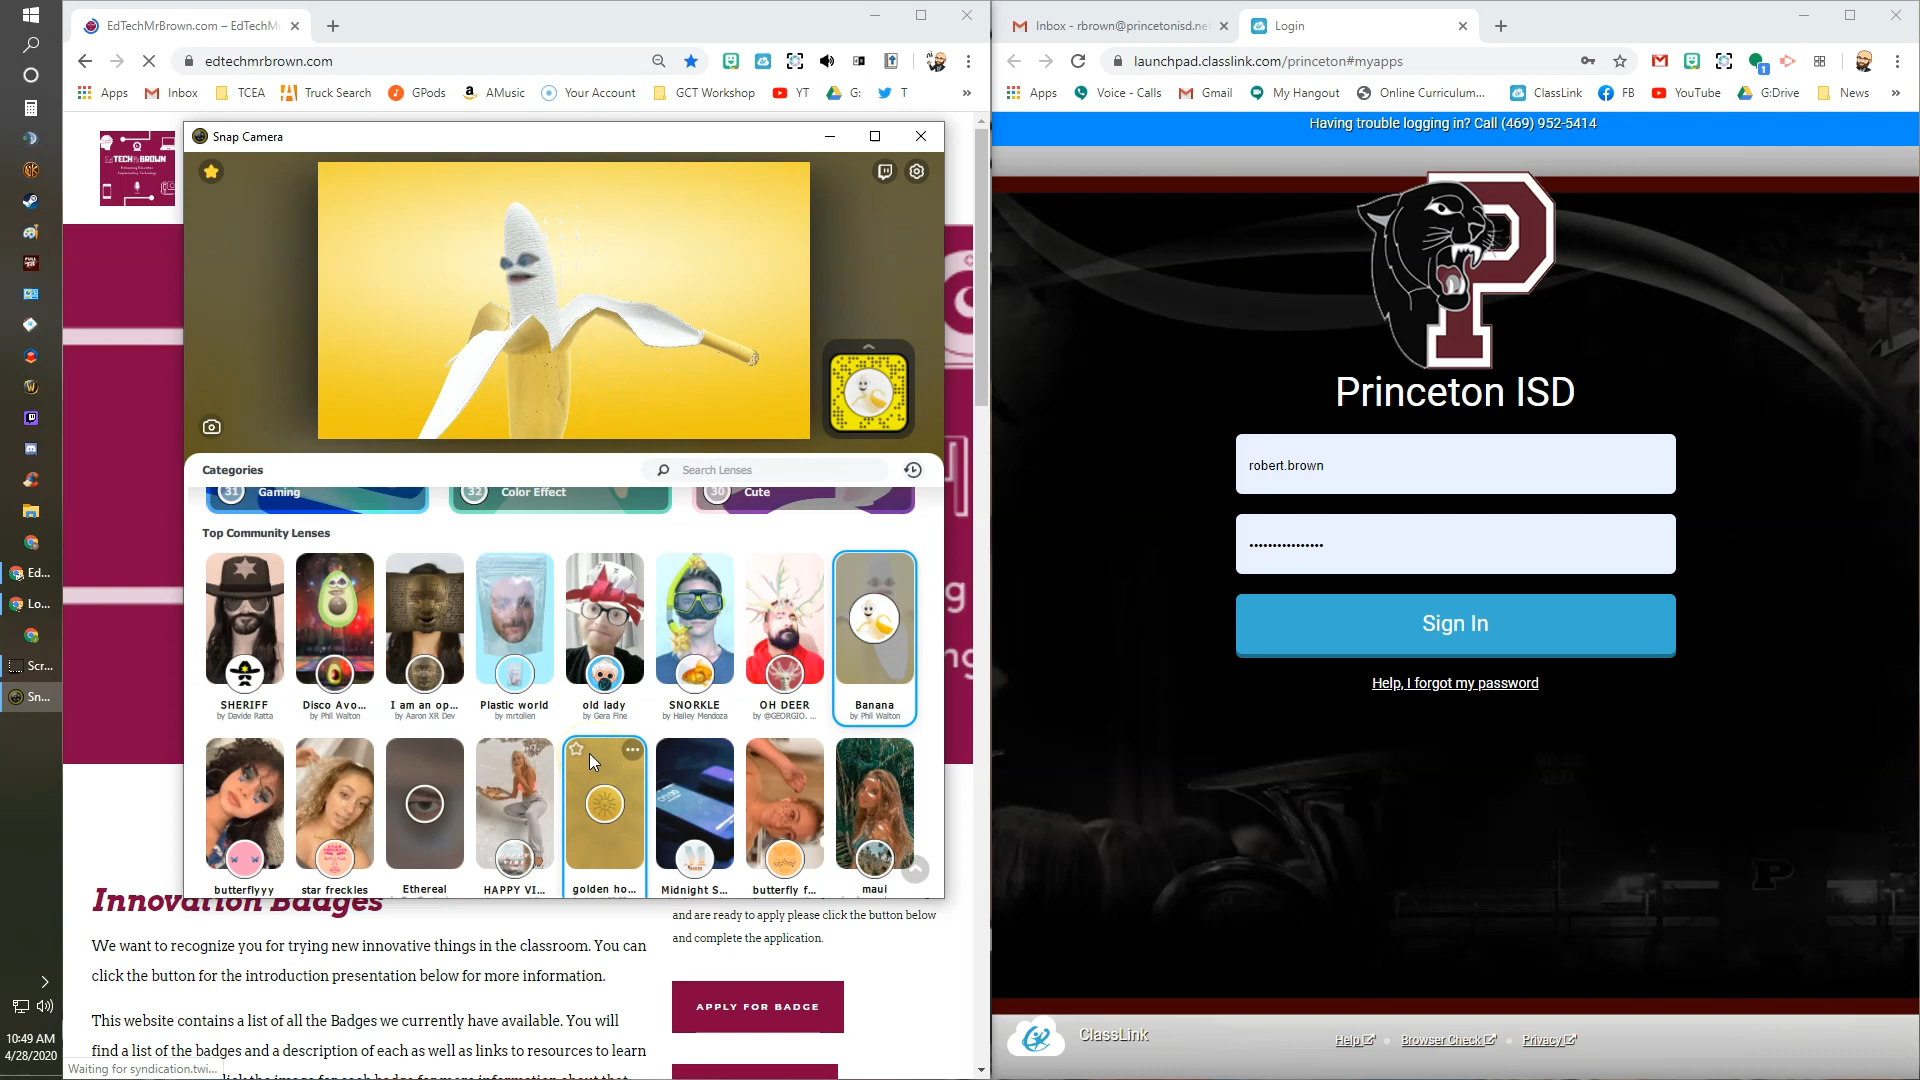 EdTechMrBrown.com – EdTechM
edtechmrbrown.com
Apps
Inbox
TCEA
Truck Search
GPods
AMusic
Your Account
GCT Workshop
YT
G:
T
»
EdTECHMrBROWN
Snap Camera
Categories
Search Lenses
31 Gaming
32 Color Effect
30 Cute
Top Community Lenses
SHERIFF
by Davide Ratta
Disco Avo...
by Phil Walton
I am an op...
by Aaron XR Dev
Plastic world
by mrtolien
old lady
by Gera Fine
SNORKLE
by Hailey Mendoza
OH DEER
by @GEORGIO. ...
Banana
by Phil Walton
butterflyyy
star freckles
Ethereal
HAPPY VI...
golden ho...
Midnight S...
butterfly f...
maui
Innovation Badges
We want to recognize you for trying new innovative things in the classroom. You can
click the button for the introduction presentation below for more information.
This website contains a list of all the Badges we currently have available. You will
find a list of the badges and a description of each as well as links to resources to learn
and are ready to apply please click the button below
and complete the application.
APPLY FOR BADGE
Waiting for syndication.twi...
Ed...
Lo...
Scr...
Sn...
10:49 AM
4/28/2020
Inbox - rbrown@princetonisd.ne
Login
launchpad.classlink.com/princeton#myapps
1
Apps
Voice - Calls
Gmail
My Hangout
Online Curriculum...
ClassLink
FB
YouTube
G:Drive
News
»
Having trouble logging in? Call (469) 952-5414
P
Princeton ISD
robert.brown
••••••••••••••••
Sign In
Help, I forgot my password
ClassLink
Help
Browser Check
Privacy